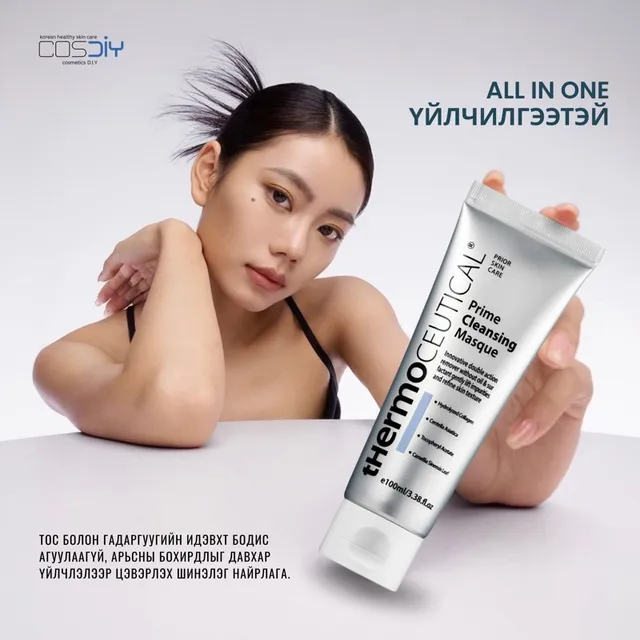 korean healthy skin care
COSDiY
cosmetics D.I.Y
ALL IN ONE
ҮЙЛЧИЛГЭЭТЭЙ
tHermoCEUTICAL®
PRIOR
SKIN
CARE
Prime
Cleansing
Masque
Innovative double action
remover without oil & sur
factant gently lift impurities
and refine skin texture
• Hydrolyzed Collagen
• Centella Asiatica
• Tocopheryl Acetate
• Camellia Sinensis Leaf
e100ml/3.38.fl.oz
ТОС БОЛОН ГАДАРГУУГИЙН ИДЭВХТ БОДИС
АГУУЛААГҮЙ, АРЬСНЫ БОХИРДЛЫГ ДАВХАР
ҮЙЛЧЛЭЛЭЭР ЦЭВЭРЛЭХ ШИНЭЛЭГ НАЙРЛАГА.